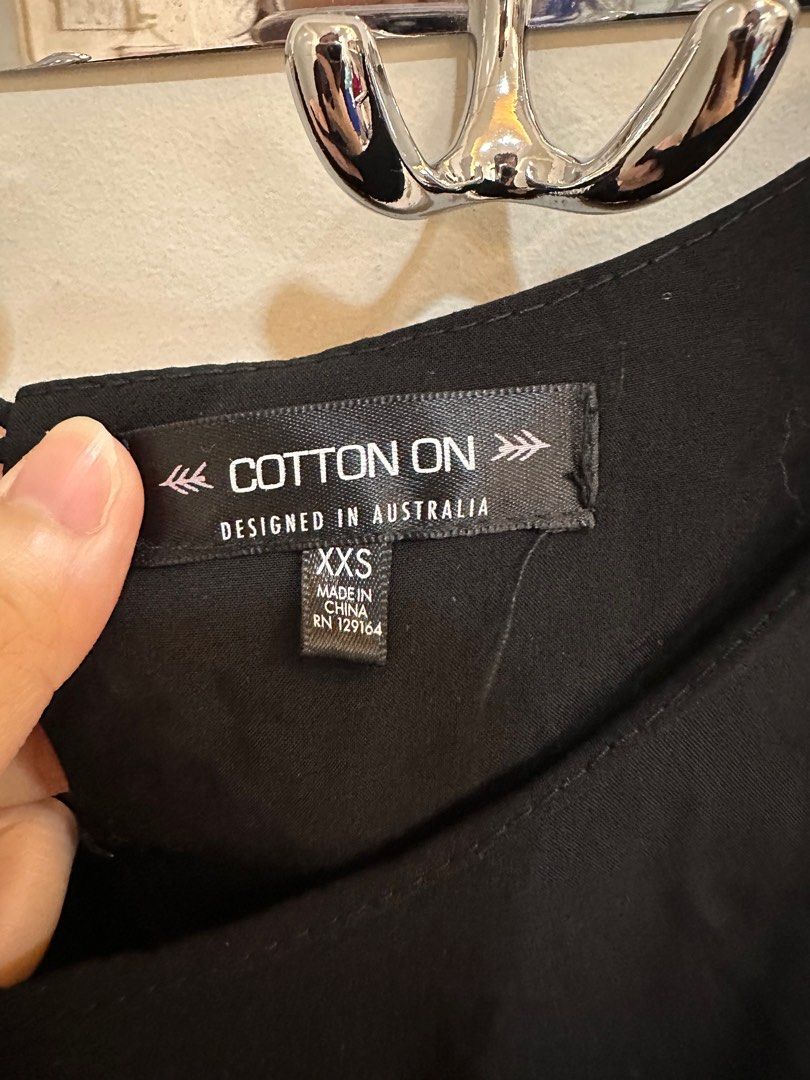 COTTON ON
DESIGNED IN AUSTRALIA
XXS
MADE IN
CHINA
RN 129164